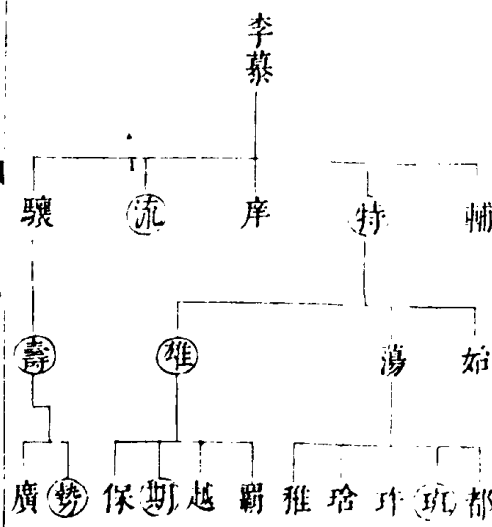 李慕
輔 特 庠 流 驤
始 蕩 雄 壽
都 班 玝 琀 稚 覇 越 期 保 勢 廣